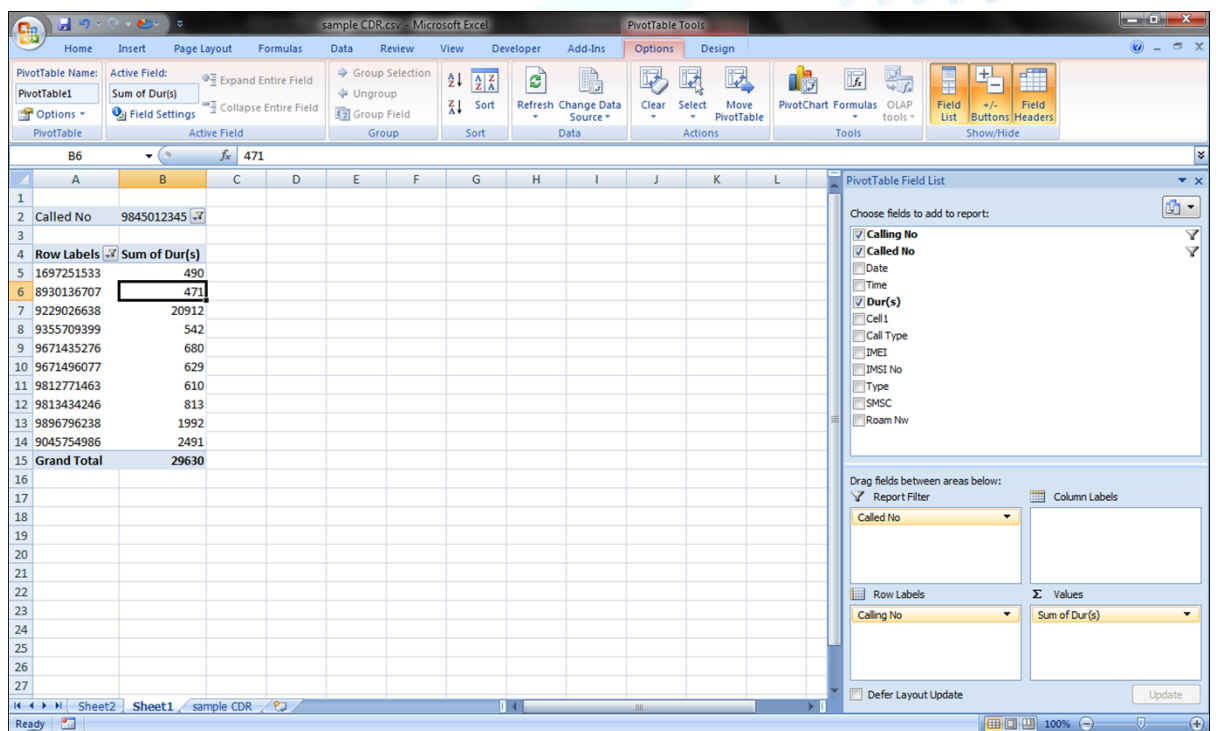 sample CDR.csv - Microsoft Excel PivotTable Tools
Home Insert Page Layout Formulas Data Review View Developer Add-Ins Options Design
PivotTable Name: Active Field: Expand Entire Field Group Selection
PivotTable1 Sum of Dur(s) Ungroup Sort Refresh Change Data Source Clear Select Move PivotTable PivotChart Formulas OLAP tools Field List +/- Buttons Field Headers
Options Field Settings Collapse Entire Field Group Field
PivotTable Active Field Group Sort Data Actions Tools Show/Hide
B6 fx 471
A B C D E F G H I J K L
1
2 Called No 9845012345
3
4 Row Labels Sum of Dur(s)
5 1697251533 490
6 8930136707 471
7 9229026638 20912
8 9355709399 542
9 9671435276 680
10 9671496077 629
11 9812771463 610
12 9813434246 813
13 9896796238 1992
14 9045754986 2491
15 Grand Total 29630
16
17
18
19
20
21
22
23
24
25
26
27
Sheet2 Sheet1 sample CDR
Ready 100%
PivotTable Field List
Choose fields to add to report:
Calling No
Called No
Date
Time
Dur(s)
Cell1
Call Type
IMEI
IMSI No
Type
SMSC
Roam Nw
Drag fields between areas below:
Report Filter Column Labels
Called No
Row Labels Σ Values
Calling No Sum of Dur(s)
Defer Layout Update Update